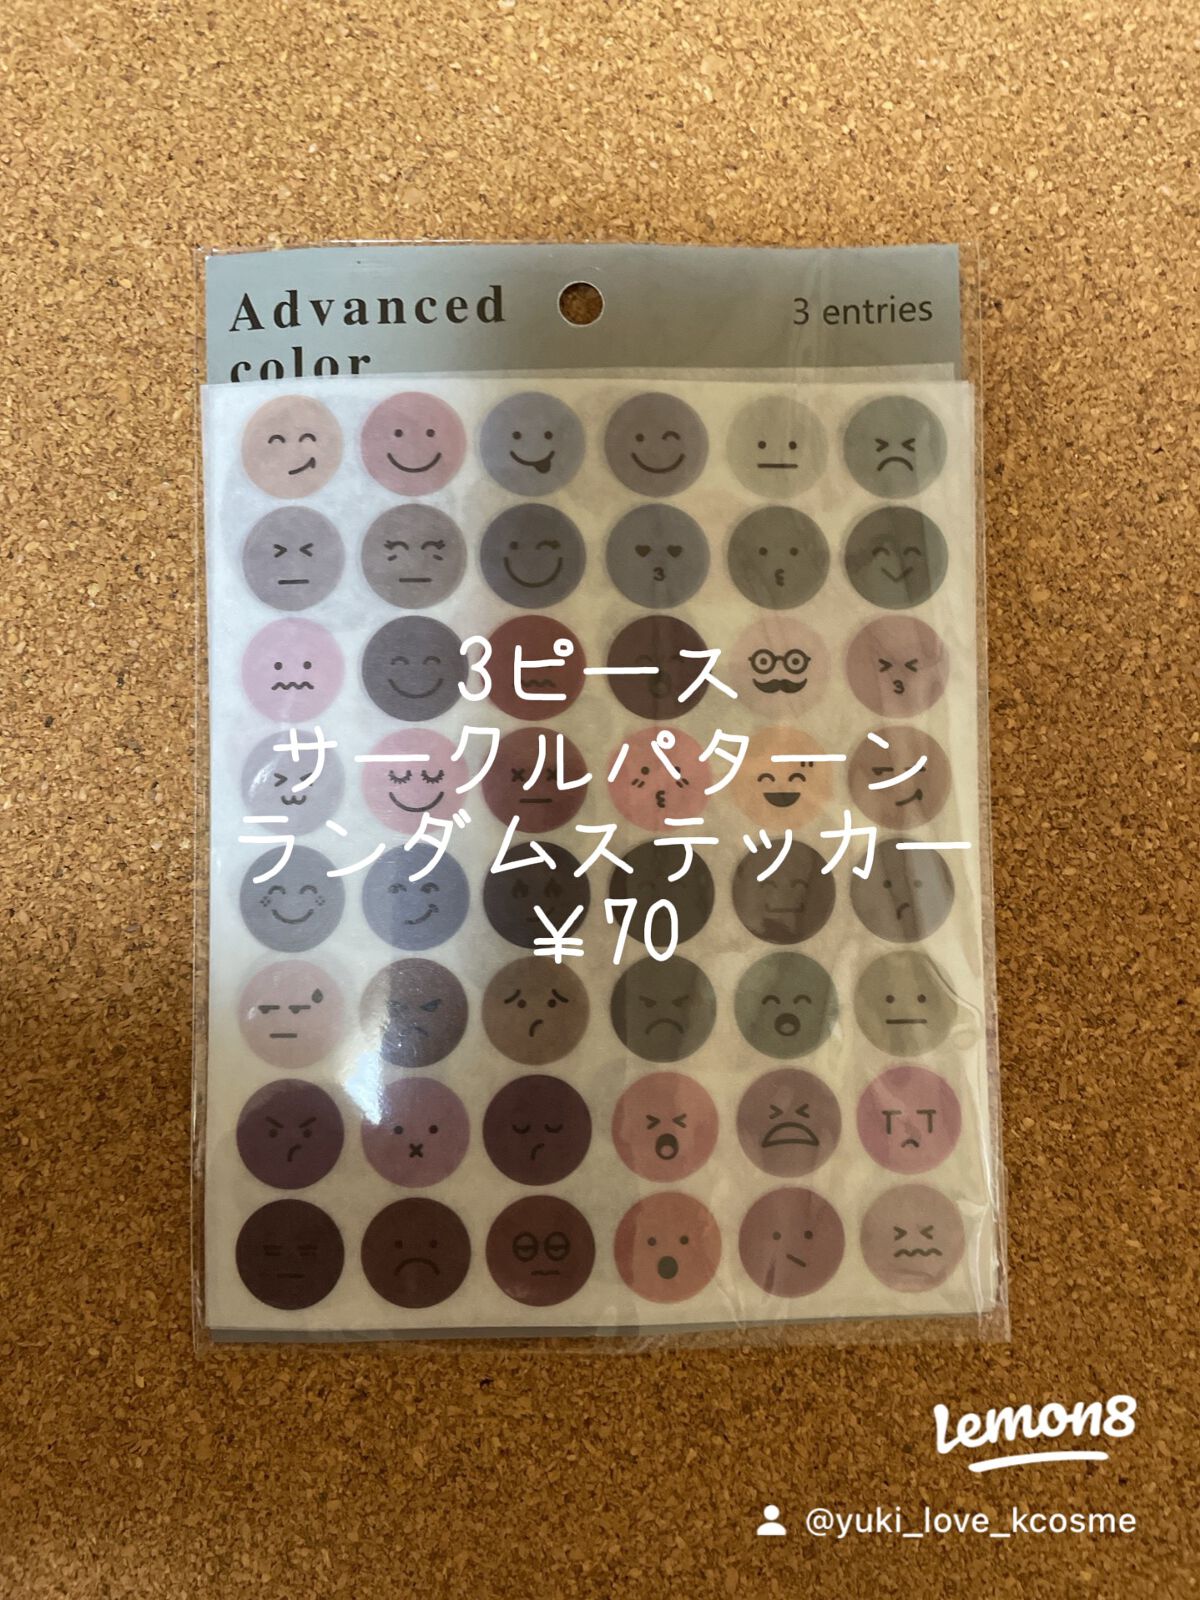 Advanced
color
3 entries
3ピース
サークルパターン
ランダムステッカー
¥70
Lemon8
@yuki_love_kcosme